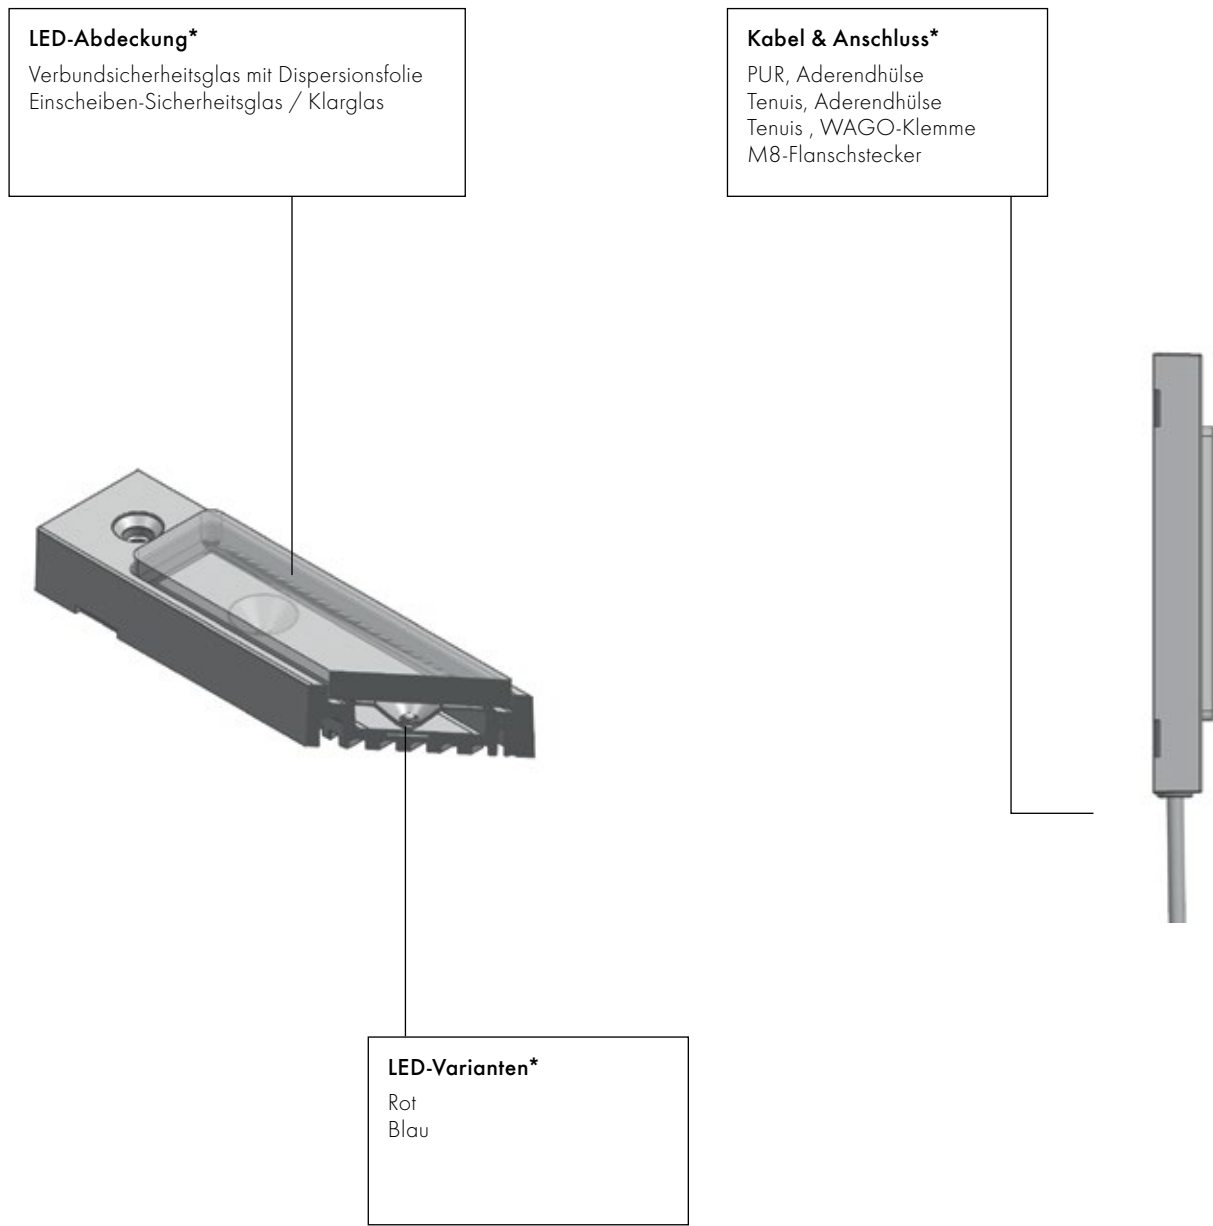 LED-Abdeckung*
Verbundsicherheitsglas mit Dispersionsfolie
Einscheiben-Sicherheitsglas / Klarglas
Kabel & Anschluss*
PUR, Aderendhülse
Tenuis, Aderendhülse
Tenuis , WAGO-Klemme
M8-Flanschstecker
LED-Varianten*
Rot
Blau